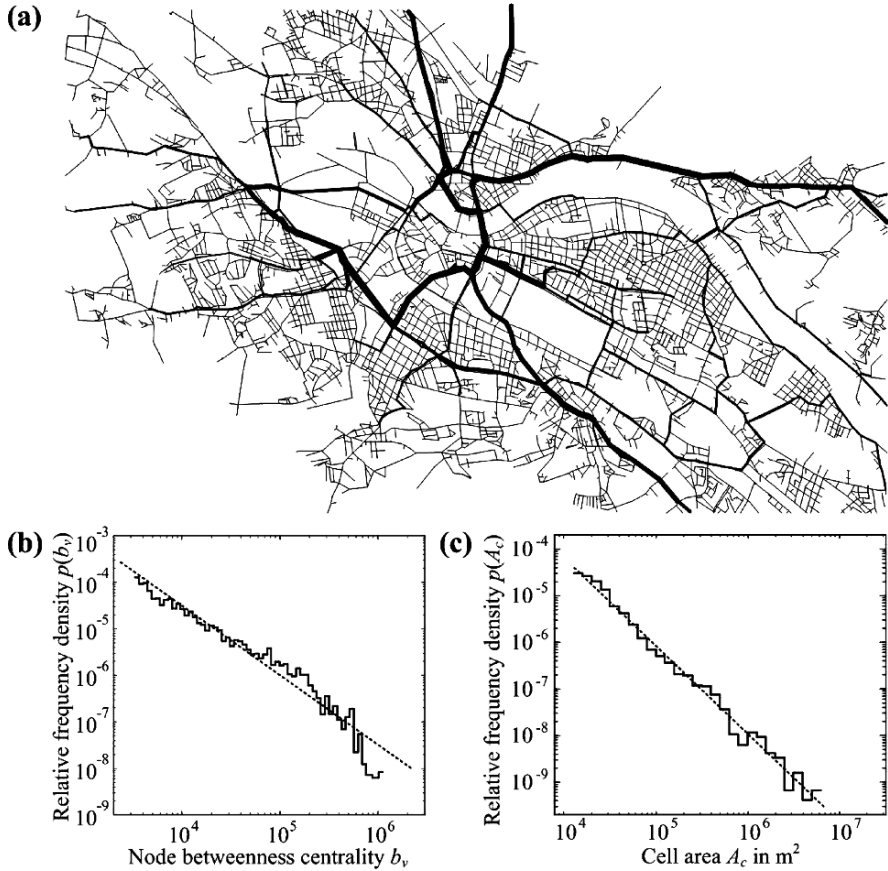 (a)
(b)
10^-3
10^-4
10^-5
10^-6
10^-7
10^-8
10^-9
Relative frequency density p(b_v)
10^4 10^5 10^6
Node betweenness centrality b_v
(c)
10^-4
10^-5
10^-6
10^-7
10^-8
10^-9
Relative frequency density p(A_c)
10^4 10^5 10^6 10^7
Cell area A_c in m^2